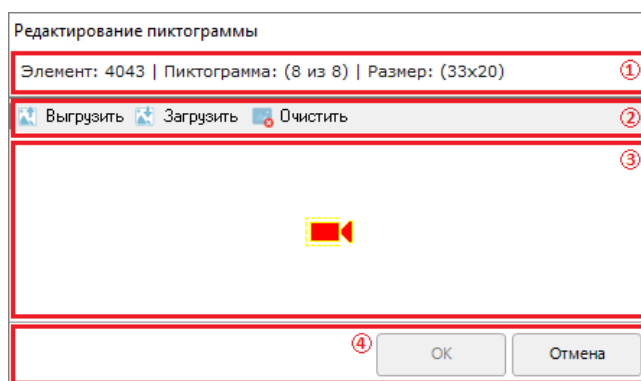 Редактирование пиктограммы
Элемент: 4043 | Пиктограмма: (8 из 8) | Размер: (33x20) ①
Выгрузить Загрузить Очистить ②
③
④ OK Отмена